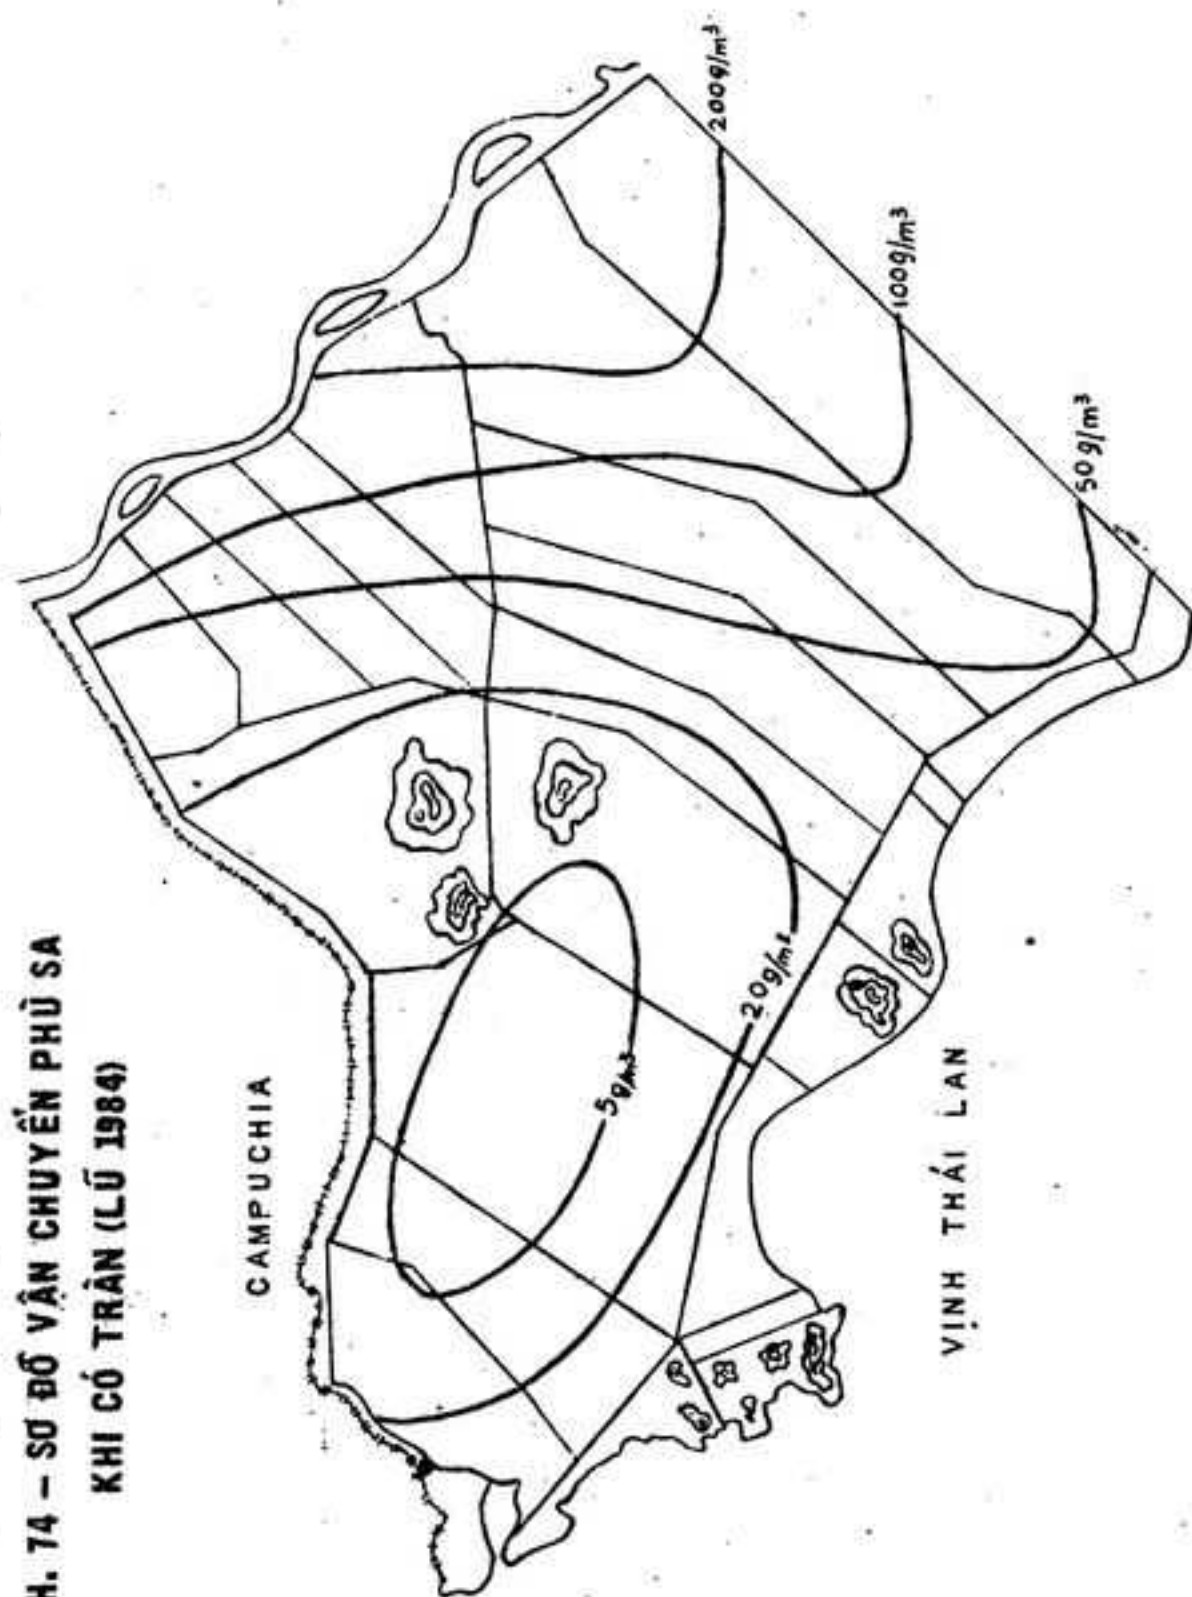 H. 74 – SƠ ĐỒ VẬN CHUYỂN PHÙ SA
KHI CÓ TRÀN (LŨ 1984)
CAMPUCHIA
200g/m³
100g/m³
50g/m³
20g/m³
5g/m³
VỊNH THÁI LAN